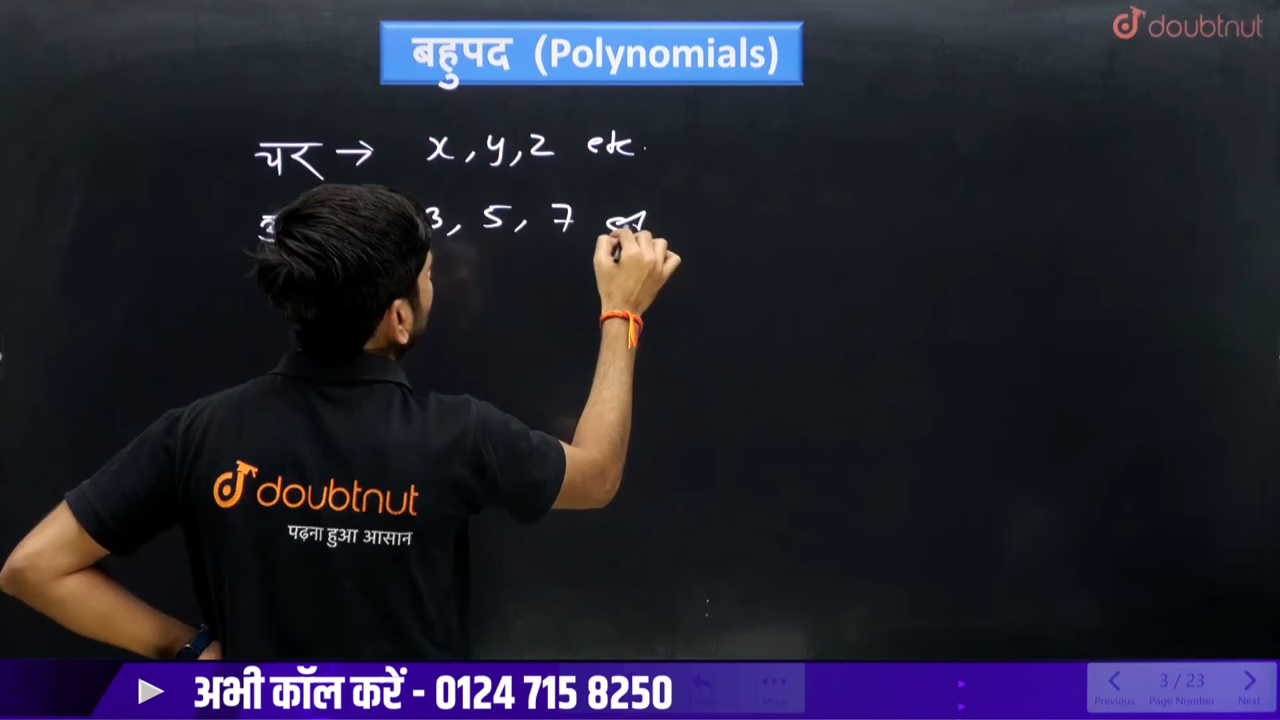 doubtnut
बहुपद (Polynomials)
चर → x, y, z etc.
3, 5, 7
doubtnut
पढ़ना हुआ आसान
अभी कॉल करें - 0124 715 8250
More
Previous
3 / 23
Page Number
Next